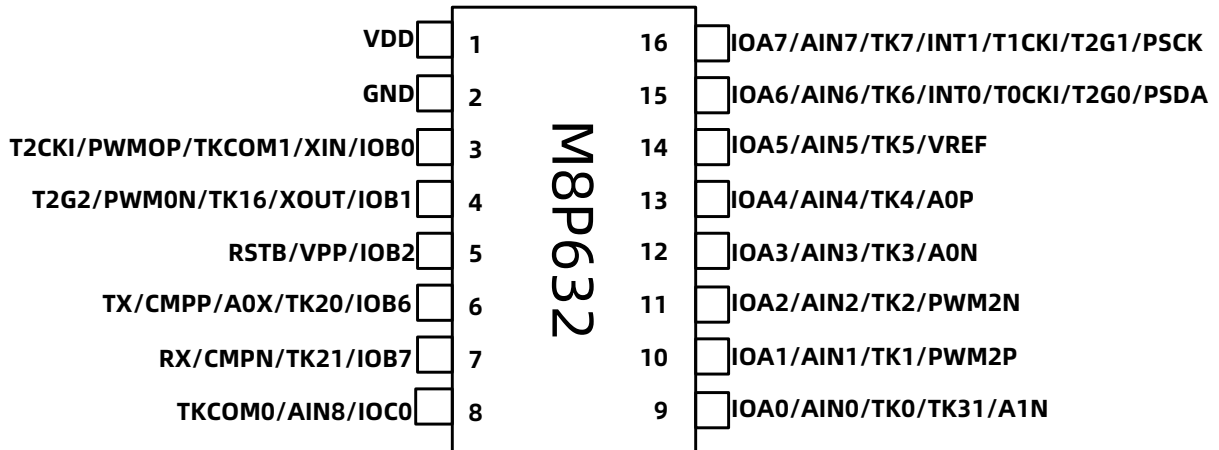 VDD 1 16 IOA7/AIN7/TK7/INT1/T1CKI/T2G1/PSCK
GND 2 15 IOA6/AIN6/TK6/INT0/T0CKI/T2G0/PSDA
T2CKI/PWMOP/TKCOM1/XIN/IOB0 3 14 IOA5/AIN5/TK5/VREF
T2G2/PWM0N/TK16/XOUT/IOB1 4 13 IOA4/AIN4/TK4/A0P
RSTB/VPP/IOB2 5 12 IOA3/AIN3/TK3/A0N
TX/CMPP/A0X/TK20/IOB6 6 11 IOA2/AIN2/TK2/PWM2N
RX/CMPN/TK21/IOB7 7 10 IOA1/AIN1/TK1/PWM2P
TKCOM0/AIN8/IOC0 8 9 IOA0/AIN0/TK0/TK31/A1N
M8P632